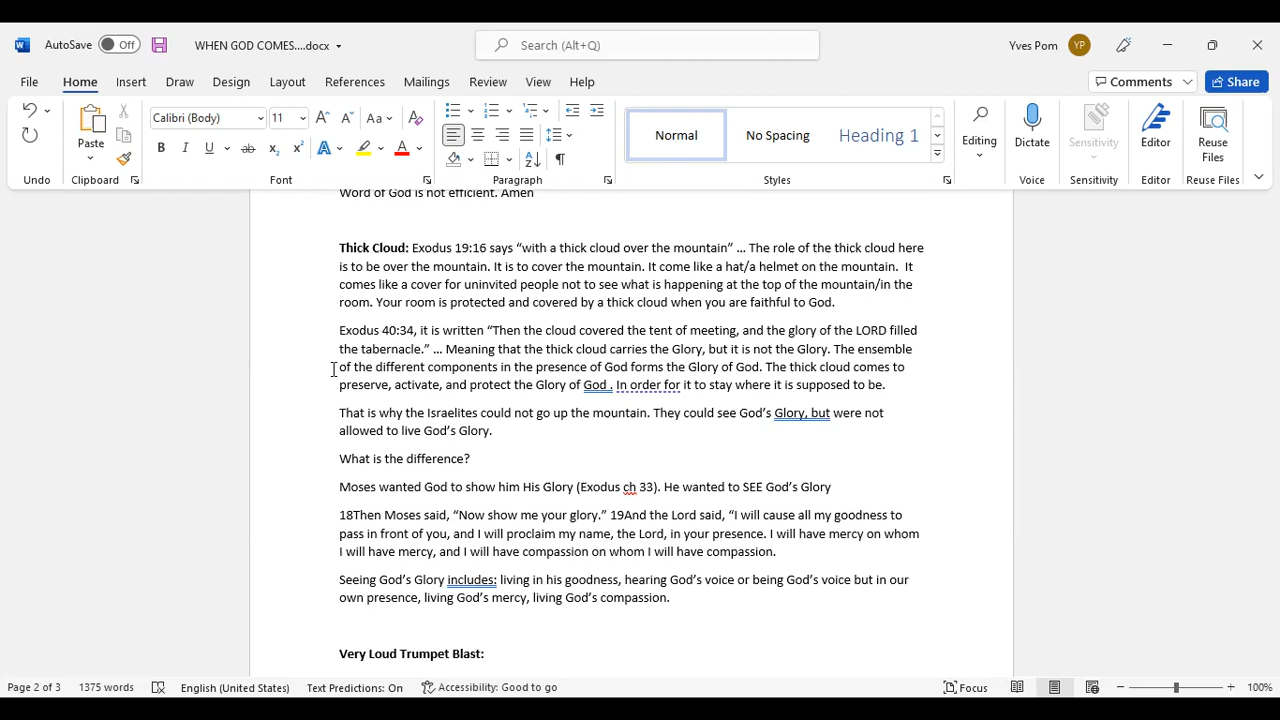 AutoSave Off WHEN GOD COMES....docx Search (Alt+Q) Yves Pom YP
File Home Insert Draw Design Layout References Mailings Review View Help Comments Share
Calibri (Body) 11 Aa Normal No Spacing Heading 1
Paste Editing Dictate Sensitivity Editor Reuse Files
Undo Clipboard Font Paragraph Styles Voice Sensitivity Editor Reuse Files
Word of God is not efficient. Amen
Thick Cloud: Exodus 19:16 says “with a thick cloud over the mountain” … The role of the thick cloud here
is to be over the mountain. It is to cover the mountain. It come like a hat/a helmet on the mountain. It
comes like a cover for uninvited people not to see what is happening at the top of the mountain/in the
room. Your room is protected and covered by a thick cloud when you are faithful to God.
Exodus 40:34, it is written “Then the cloud covered the tent of meeting, and the glory of the LORD filled
the tabernacle.” … Meaning that the thick cloud carries the Glory, but it is not the Glory. The ensemble
of the different components in the presence of God forms the Glory of God. The thick cloud comes to
preserve, activate, and protect the Glory of God . In order for it to stay where it is supposed to be.
That is why the Israelites could not go up the mountain. They could see God’s Glory, but were not
allowed to live God’s Glory.
What is the difference?
Moses wanted God to show him His Glory (Exodus ch 33). He wanted to SEE God’s Glory
18Then Moses said, “Now show me your glory.” 19And the Lord said, “I will cause all my goodness to
pass in front of you, and I will proclaim my name, the Lord, in your presence. I will have mercy on whom
I will have mercy, and I will have compassion on whom I will have compassion.
Seeing God’s Glory includes: living in his goodness, hearing God’s voice or being God’s voice but in our
own presence, living God’s mercy, living God’s compassion.
Very Loud Trumpet Blast:
Page 2 of 3 1375 words English (United States) Text Predictions: On Accessibility: Good to go Focus 100%